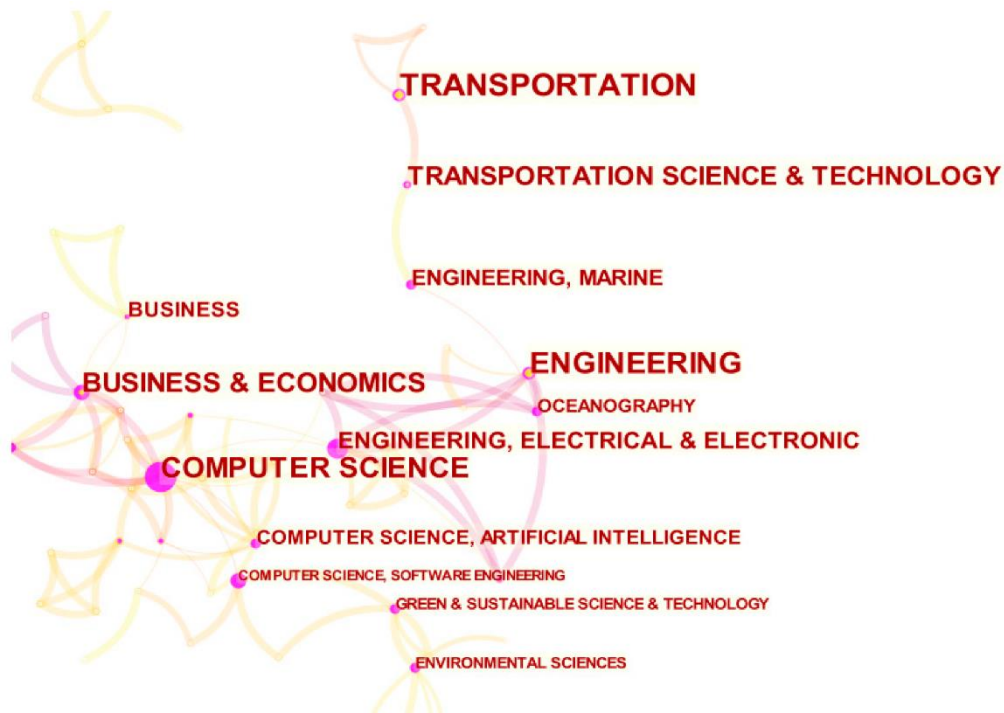 TRANSPORTATION
TRANSPORTATION SCIENCE & TECHNOLOGY
ENGINEERING, MARINE
BUSINESS
ENGINEERING
BUSINESS & ECONOMICS
OCEANOGRAPHY
ENGINEERING, ELECTRICAL & ELECTRONIC
COMPUTER SCIENCE
COMPUTER SCIENCE, ARTIFICIAL INTELLIGENCE
COMPUTER SCIENCE, SOFTWARE ENGINEERING
GREEN & SUSTAINABLE SCIENCE & TECHNOLOGY
ENVIRONMENTAL SCIENCES